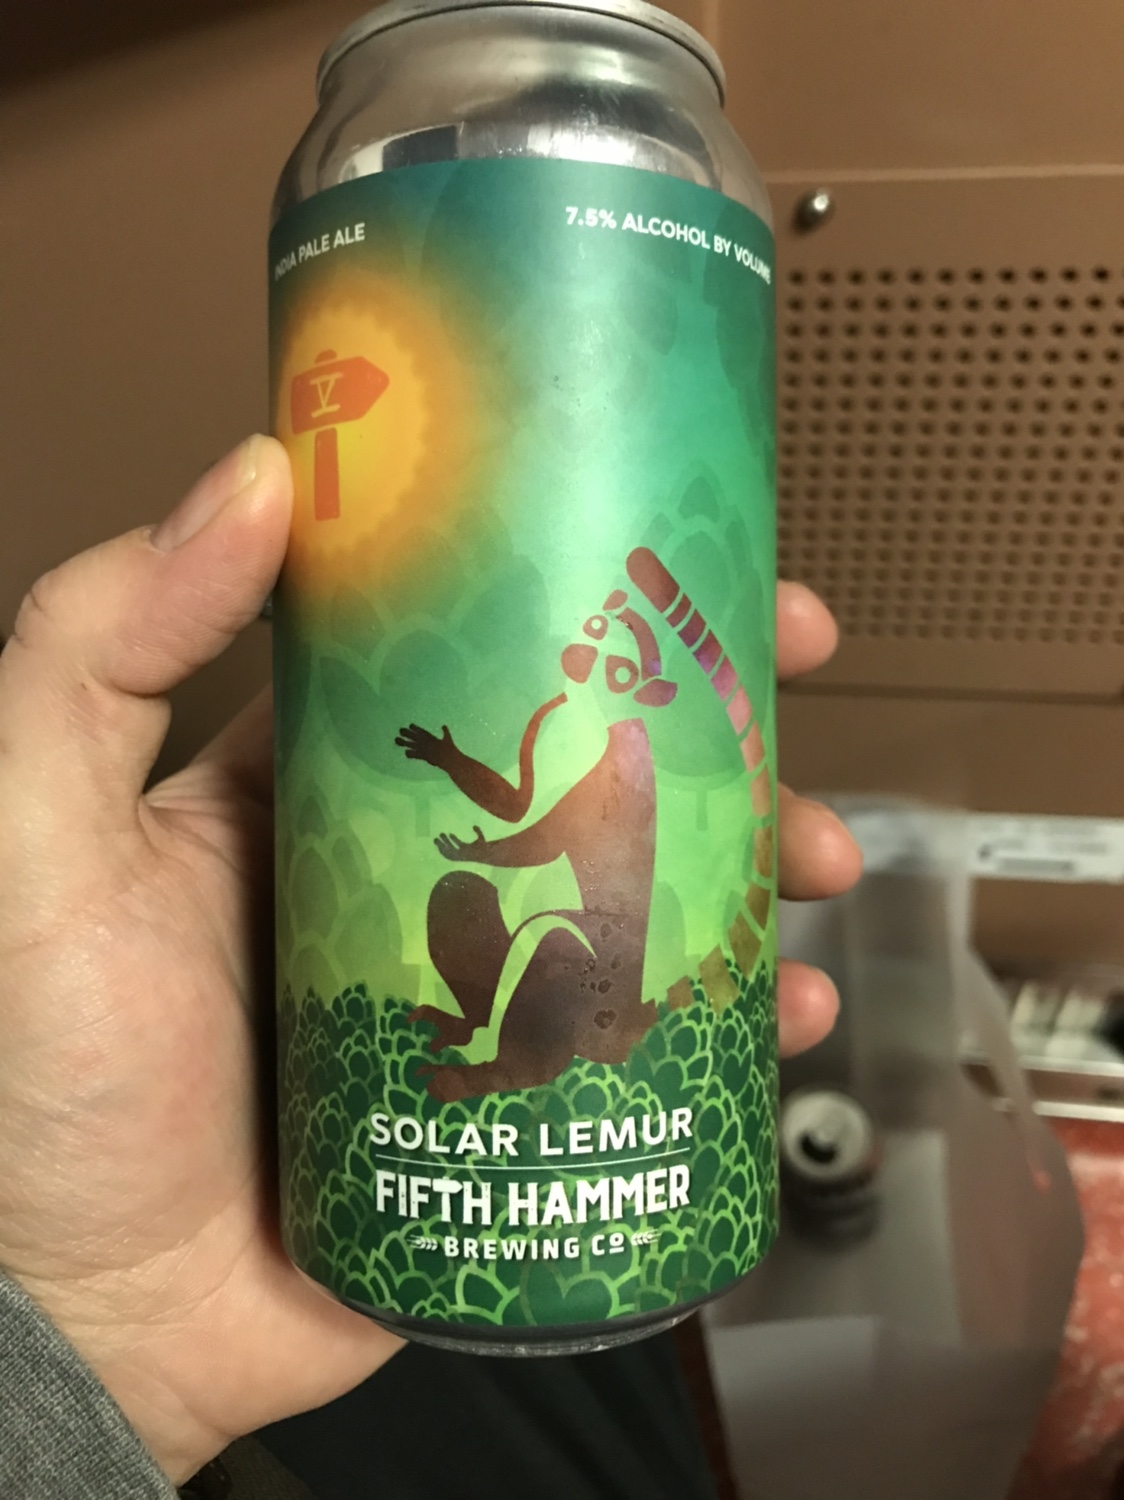 INDIA PALE ALE
7.5% ALCOHOL BY VOLUME
V
SOLAR LEMUR
FIFTH HAMMER
BREWING Co